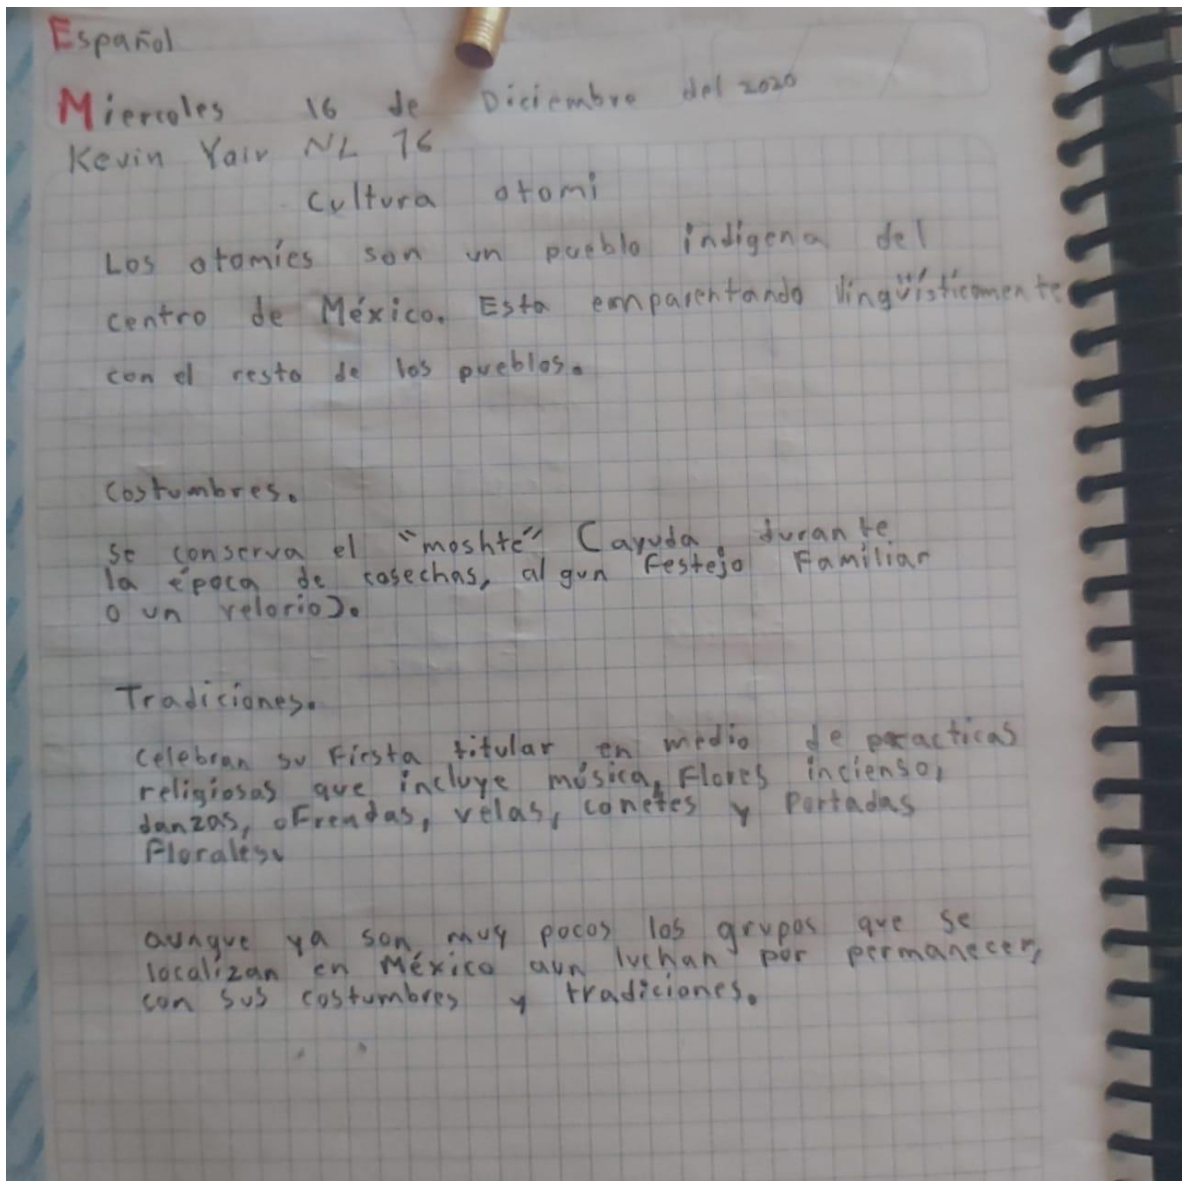 Español
Miercoles 16 de Diciembre del 2020
Kevin Yair NL 16
Cultura otomi
Los otomíes son un pueblo indígena del
centro de México. Esta emparentando lingüísticamente
con el resto de los pueblos.
Costumbres.
Se conserva el "moshte" (ayuda, durante
la época de cosechas, algun festejo Familiar
o un velorio).
Tradiciones.
celebran su Fiesta titular en medio de practicas
religiosas que incluye música, Flores incienso,
danzas, oFrendas, velas, conetes y Portadas
Florales.
aunque ya son muy pocos los grupos que se
localizan en México aun luchan por permanecer,
con sus costumbres y tradiciones.